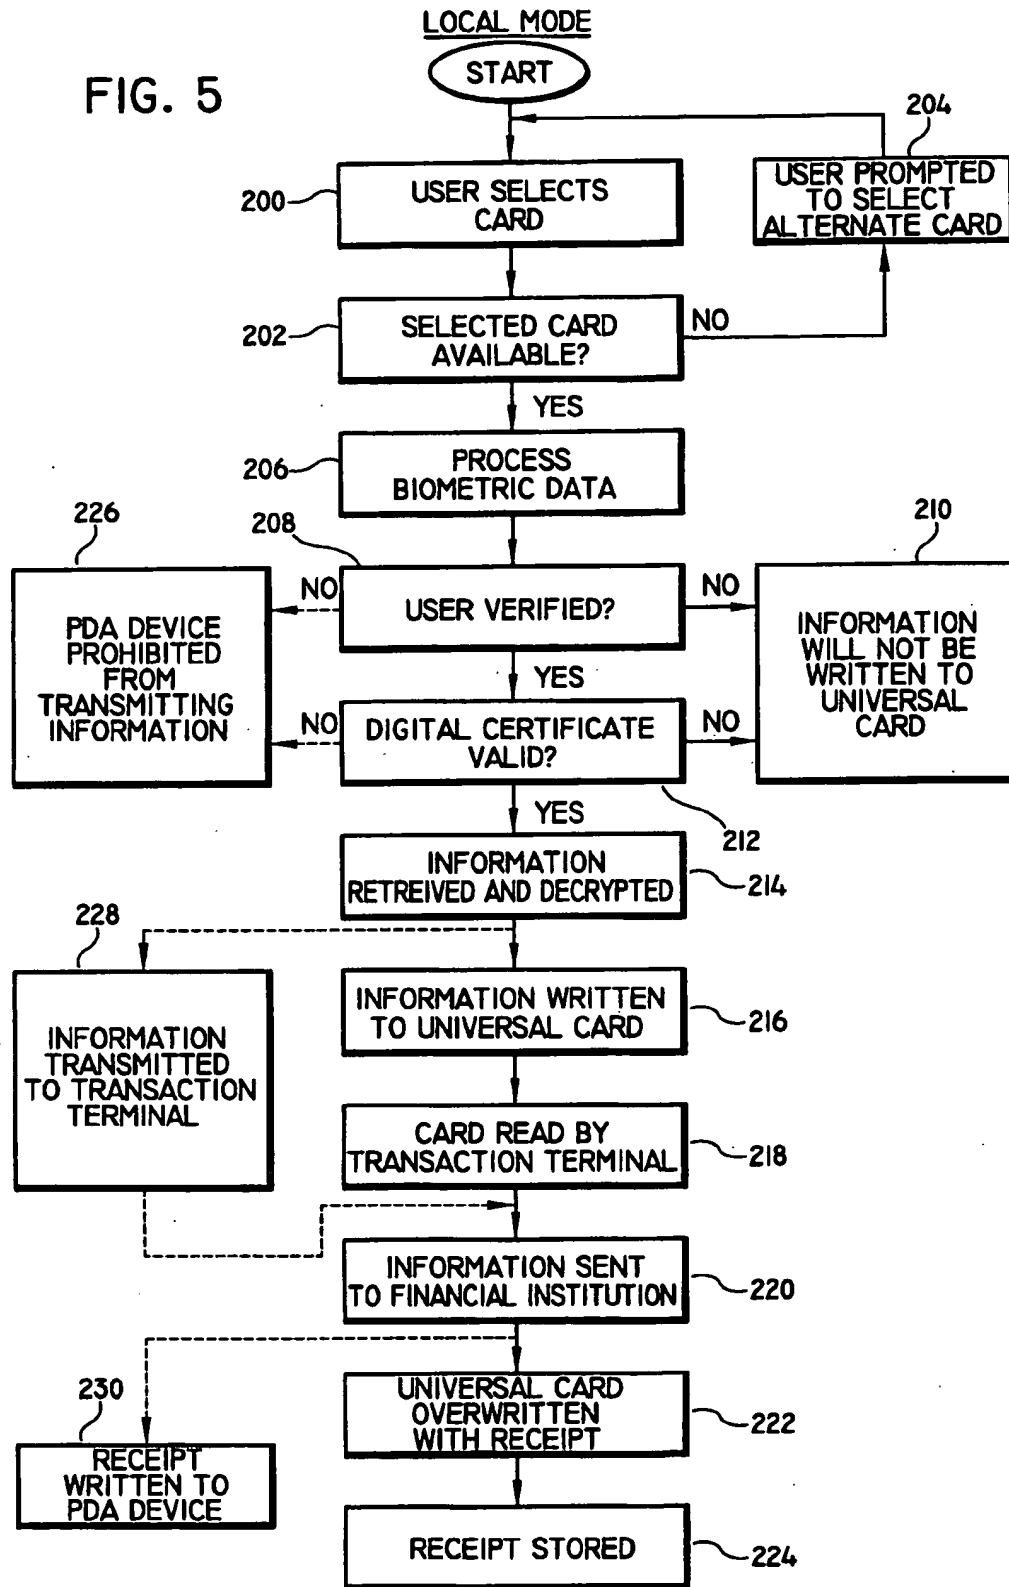 LOCAL MODE
FIG. 5
START
204
200
USER SELECTS
CARD
USER PROMPTED
TO SELECT
ALTERNATE CARD
202
SELECTED CARD
AVAILABLE?
NO
YES
206
PROCESS
BIOMETRIC DATA
226
208
210
PDA DEVICE
PROHIBITED
FROM
TRANSMITTING
INFORMATION
NO
USER VERIFIED?
NO
INFORMATION
WILL NOT BE
WRITTEN TO
UNIVERSAL
CARD
YES
NO
DIGITAL CERTIFICATE
VALID?
NO
212
YES
INFORMATION
RETREIVED AND DECRYPTED
214
228
INFORMATION
TRANSMITTED
TO TRANSACTION
TERMINAL
INFORMATION WRITTEN
TO UNIVERSAL CARD
216
CARD READ BY
TRANSACTION TERMINAL
218
INFORMATION SENT
TO FINANCIAL INSTITUTION
220
230
RECEIPT
WRITTEN TO
PDA DEVICE
UNIVERSAL CARD
OVERWRITTEN
WITH RECEIPT
222
RECEIPT STORED
224